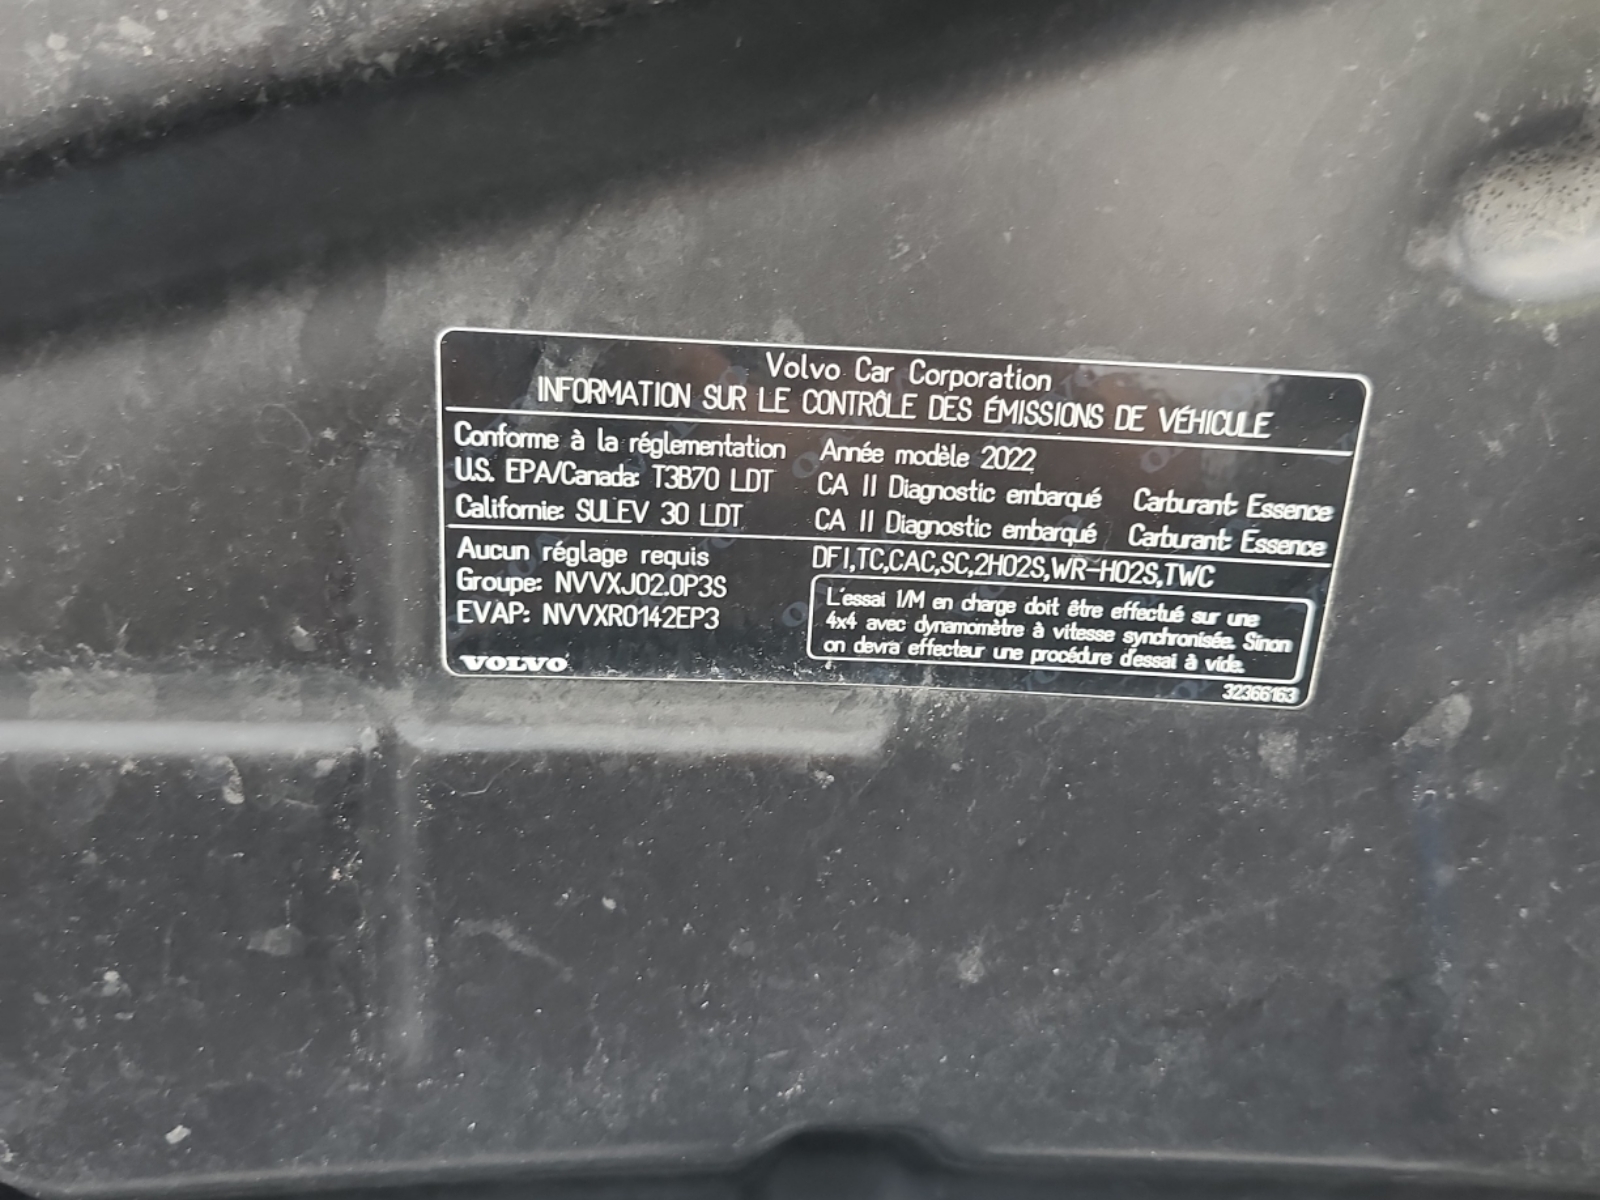 Volvo Car Corporation
INFORMATION SUR LE CONTRÔLE DES ÉMISSIONS DE VÉHICULE
Conforme à la réglementation Année modèle 2022
U.S. EPA/Canada: T3B70 LDT CA II Diagnostic embarqué Carburant: Essence
Californie: SULEV 30 LDT CA II Diagnostic embarqué Carburant: Essence
Aucun réglage requis DFI,TC,CAC,SC,2HO2S,WR-HO2S,TWC
Groupe: NVVXJ02.0P3S
EVAP: NVVXR0142EP3
L'essai I/M en charge doit être effectué sur une
4x4 avec dynamomètre à vitesse synchronisée. Sinon
on devra effecteur une procédure d'essai à vide.
VOLVO
32366163